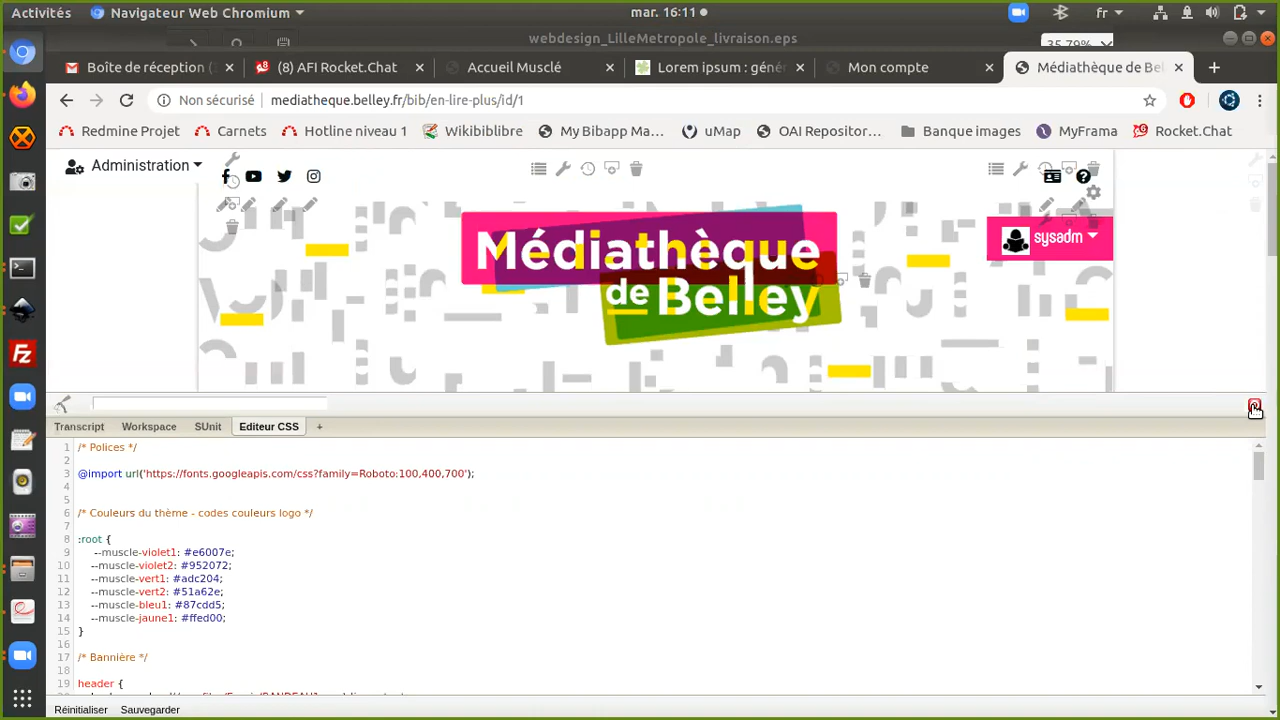 Activités
Navigateur Web Chromium
mar. 16:11
fr
webdesign_LilleMetropole_livraison.eps
35,79%
Boîte de réception (
(8) AFI Rocket.Chat
Accueil Musclé
Lorem ipsum : géné
Mon compte
Médiathèque de Bel
Non sécurisé
mediatheque.belley.fr/bib/en-lire-plus/id/1
Redmine Projet
Carnets
Hotline niveau 1
Wikibiblibre
My Bibapp Ma...
uMap
OAI Repositor...
Banque images
MyFrama
Rocket.Chat
Administration
Médiathèque
de Belley
sysadm
Transcript
Workspace
SUnit
Editeur CSS
+
1 /* Polices */
2
3 @import url('https://fonts.googleapis.com/css?family=Roboto:100,400,700');
4
5
6 /* Couleurs du thème - codes couleurs logo */
7
8 :root {
9 --muscle-violet1: #e6007e;
10 --muscle-violet2: #952072;
11 --muscle-vert1: #adc204;
12 --muscle-vert2: #51a62e;
13 --muscle-bleu1: #87cdd5;
14 --muscle-jaune1: #ffed00;
15 }
16
17 /* Bannière */
18
19 header {
Réinitialiser
Sauvegarder